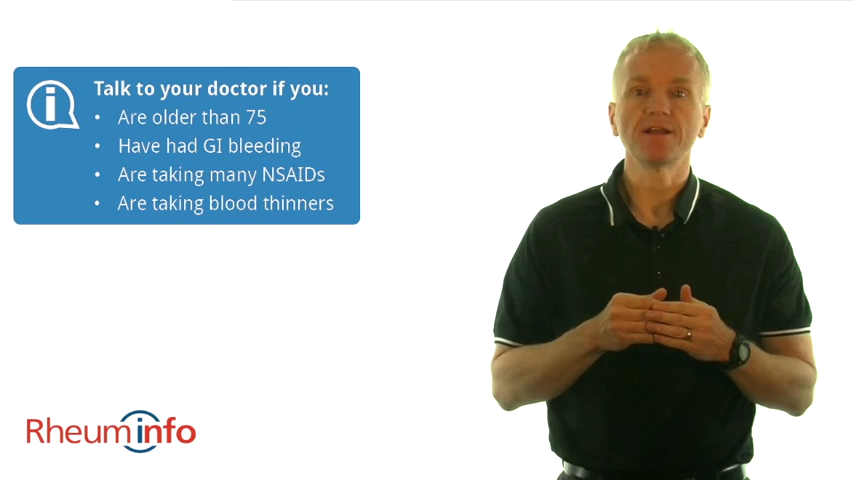 Talk to your doctor if you:
• Are older than 75
• Have had GI bleeding
• Are taking many NSAIDs
• Are taking blood thinners
Rheuminfo